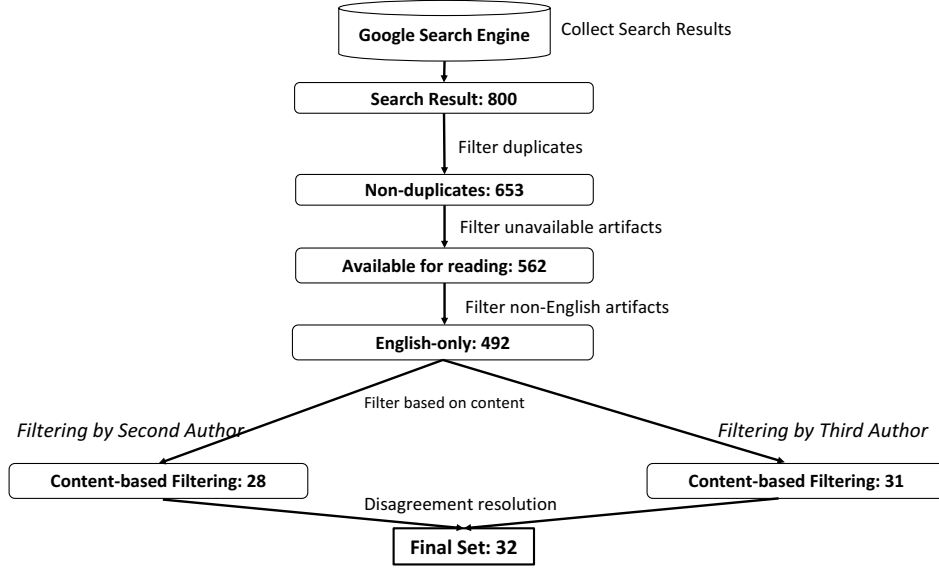 Google Search Engine
Collect Search Results
Search Result: 800
Filter duplicates
Non-duplicates: 653
Filter unavailable artifacts
Available for reading: 562
Filter non-English artifacts
English-only: 492
Filter based on content
Filtering by Second Author
Filtering by Third Author
Content-based Filtering: 28
Content-based Filtering: 31
Disagreement resolution
Final Set: 32